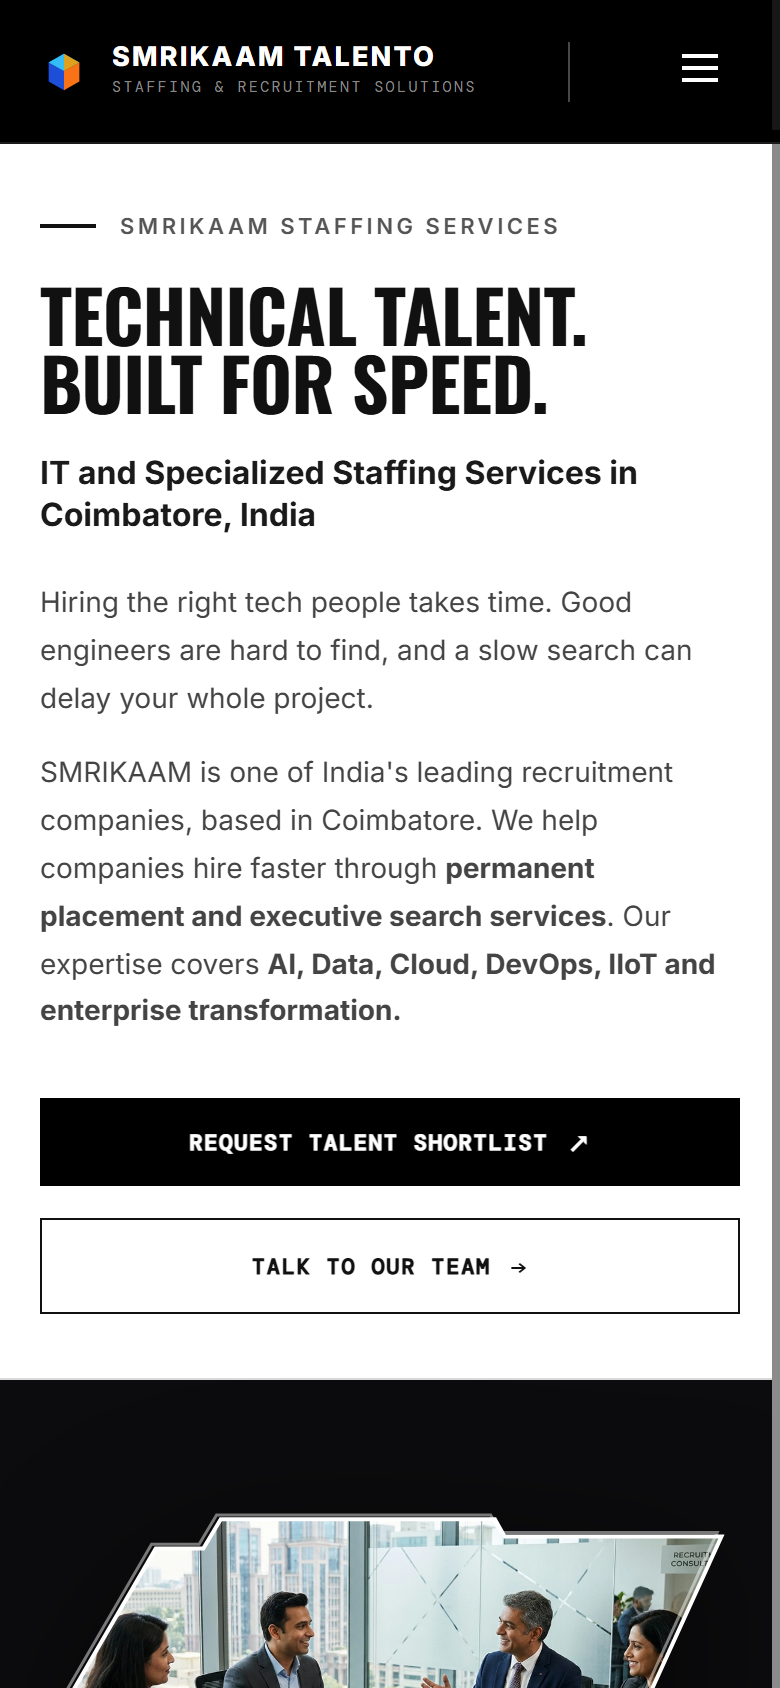 SMRIKAAM TALENTO
STAFFING & RECRUITMENT SOLUTIONS
SMRIKAAM STAFFING SERVICES
TECHNICAL TALENT.
BUILT FOR SPEED.
IT and Specialized Staffing Services in
Coimbatore, India
Hiring the right tech people takes time. Good
engineers are hard to find, and a slow search can
delay your whole project.
SMRIKAAM is one of India's leading recruitment
companies, based in Coimbatore. We help
companies hire faster through permanent
placement and executive search services. Our
expertise covers AI, Data, Cloud, DevOps, IIoT and
enterprise transformation.
REQUEST TALENT SHORTLIST ↗
TALK TO OUR TEAM →